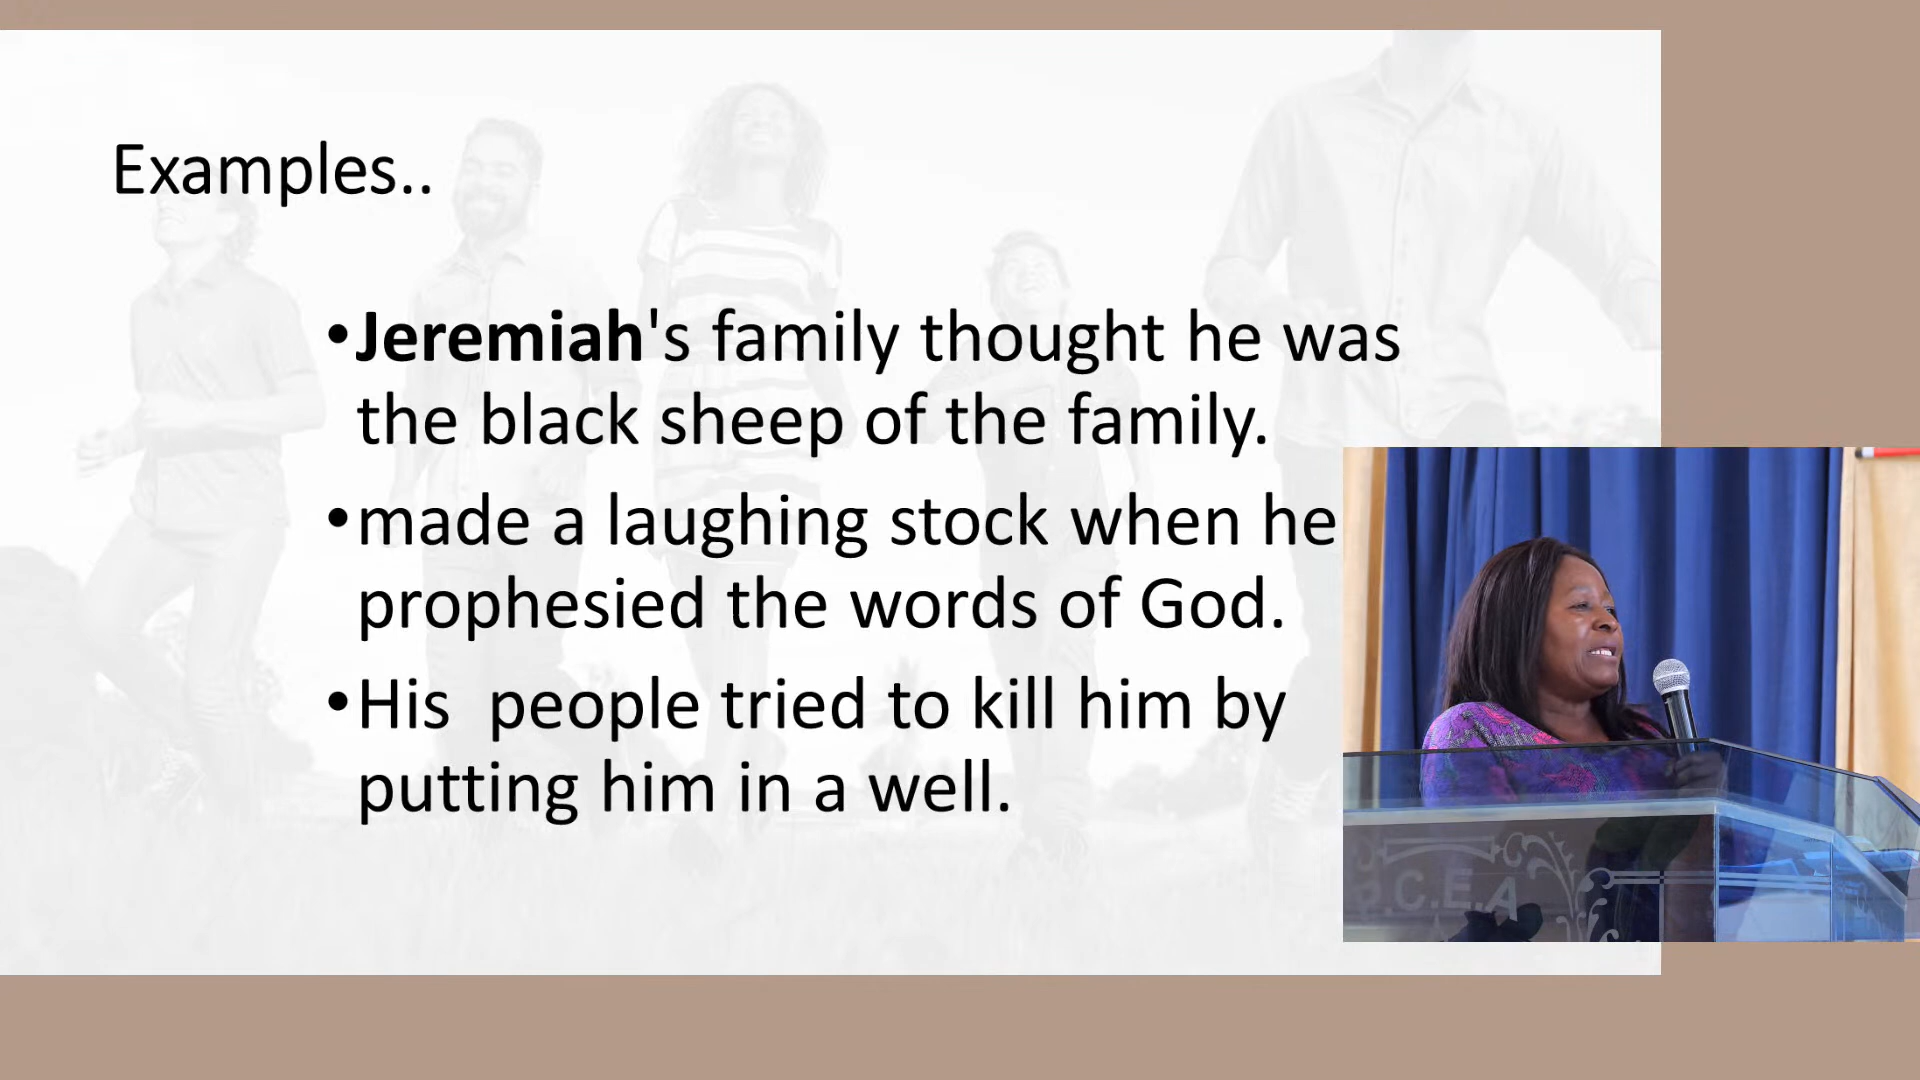 Examples..
•Jeremiah's family thought he was
the black sheep of the family.
•made a laughing stock when he
prophesied the words of God.
•His  people tried to kill him by
putting him in a well.
P.C.E.A